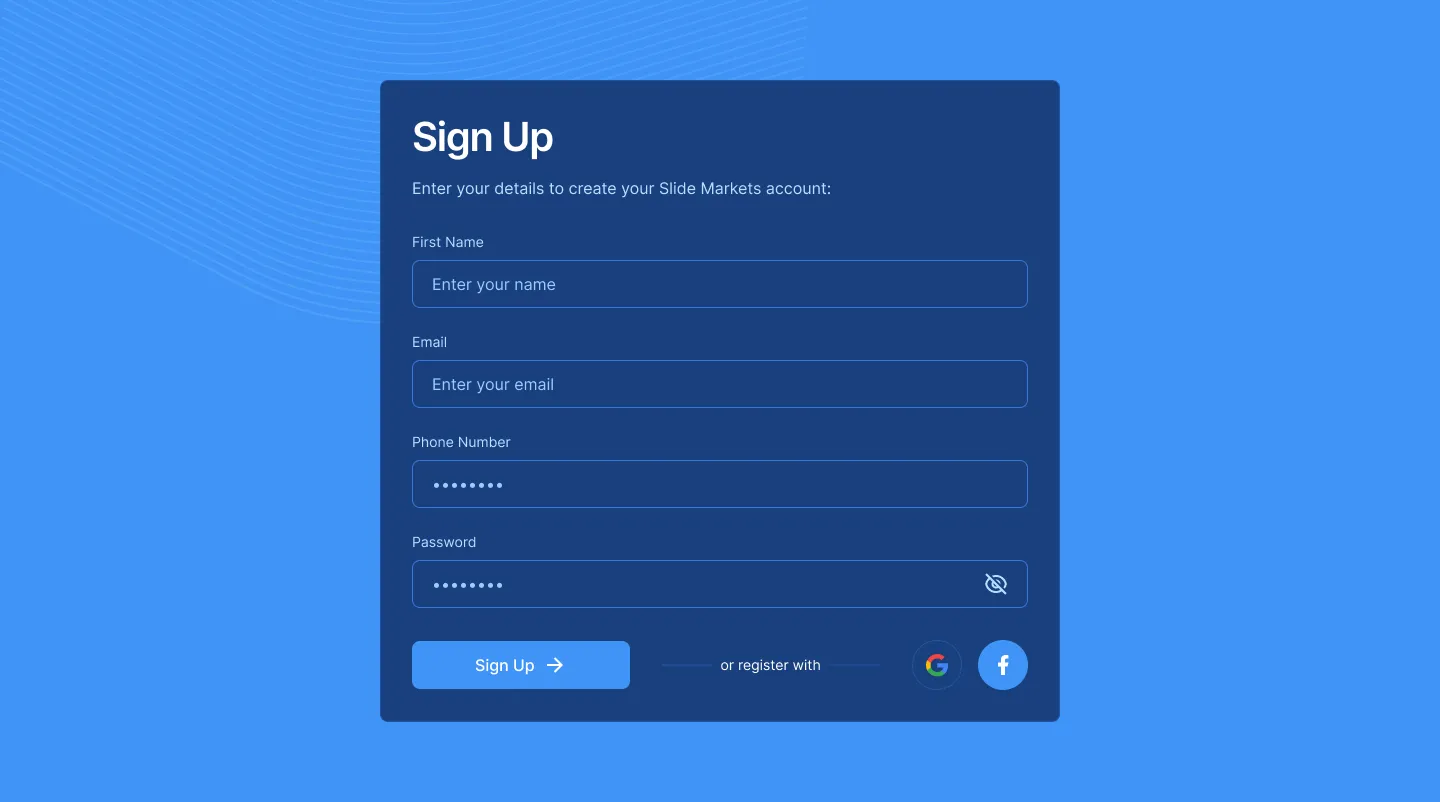 Sign Up
Enter your details to create your Slide Markets account:
First Name
Enter your name
Email
Enter your email
Phone Number
••••••••
Password
••••••••
Sign Up → or register with